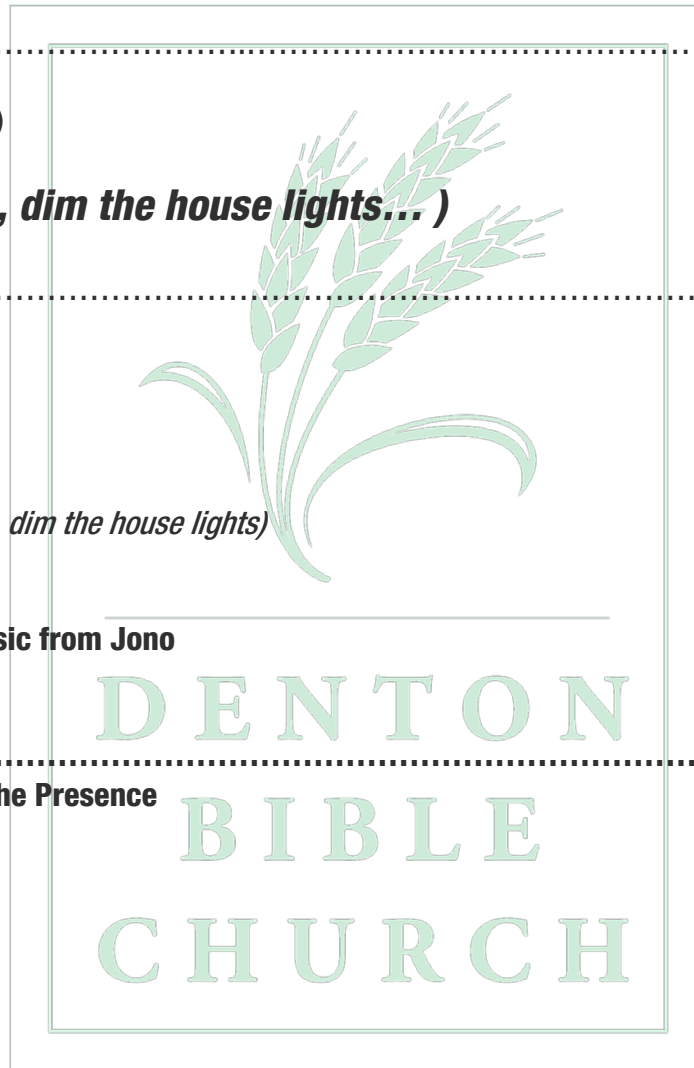 )
, dim the house lights... )
dim the house lights)
sic from Jono
DENTON
he Presence
BIBLE
CHURCH